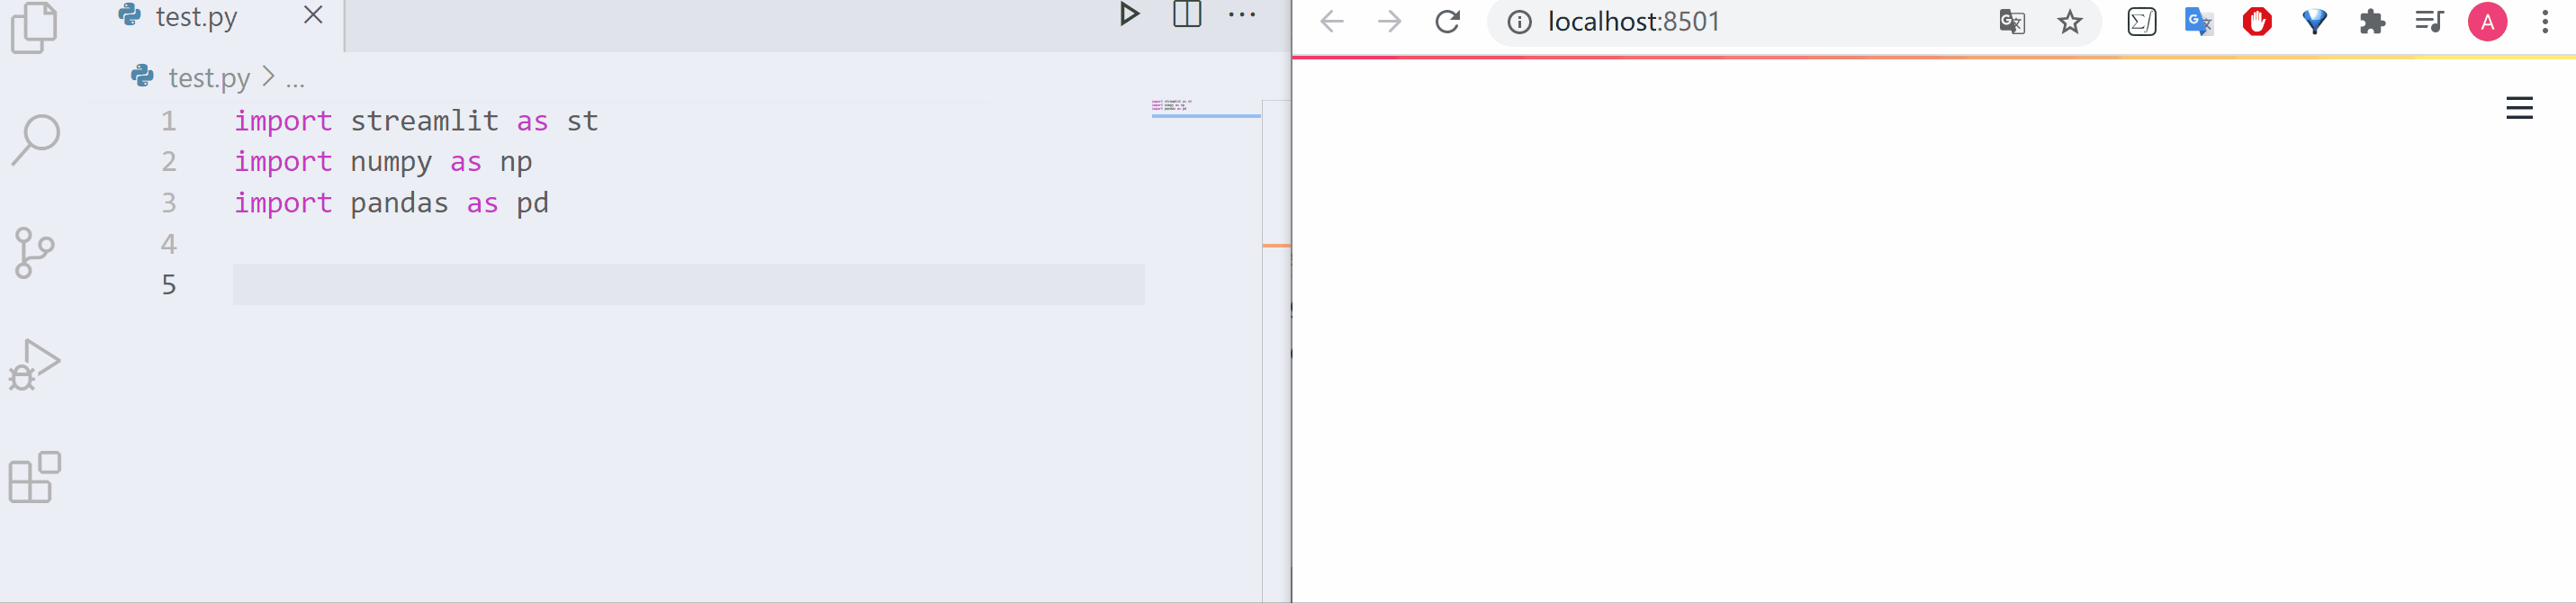 test.py
test.py > ...
1 import streamlit as st
2 import numpy as np
3 import pandas as pd
4
5
localhost:8501
A